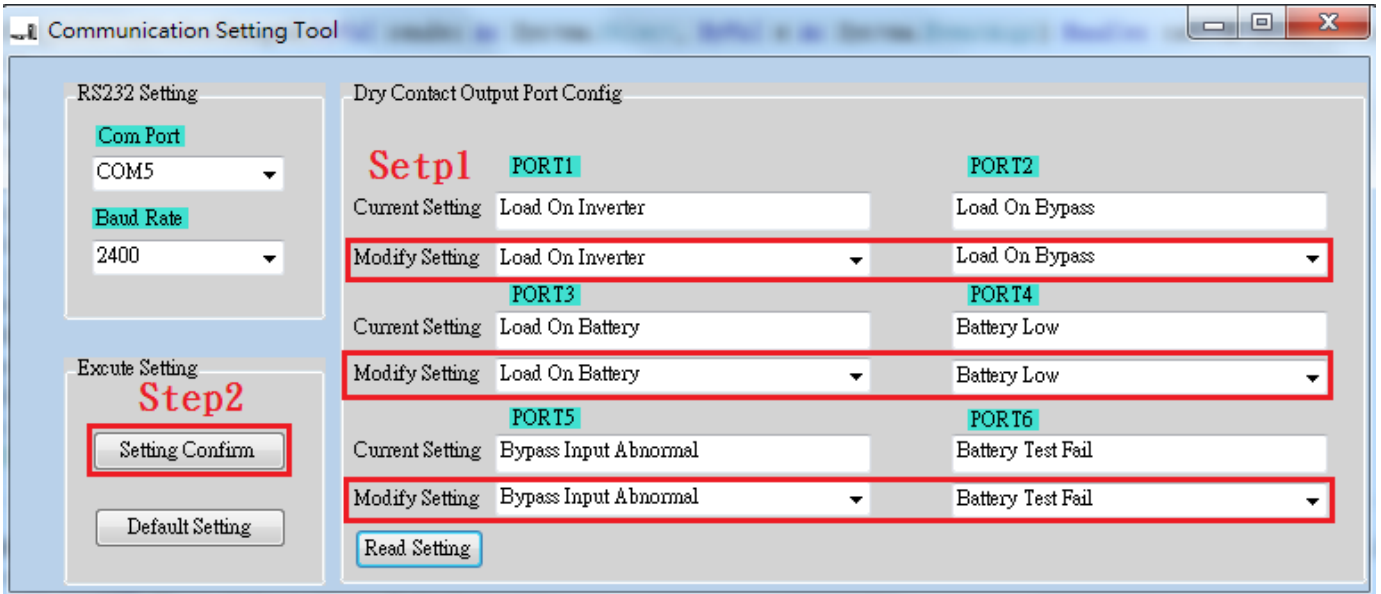 Communication Setting Tool
RS232 Setting
Com Port
COM5
Baud Rate
2400
Excute Setting
Step2
Setting Confirm
Default Setting
Dry Contact Output Port Config
Setp1 PORT1 PORT2
Current Setting Load On Inverter Load On Bypass
Modify Setting Load On Inverter Load On Bypass
PORT3 PORT4
Current Setting Load On Battery Battery Low
Modify Setting Load On Battery Battery Low
PORT5 PORT6
Current Setting Bypass Input Abnormal Battery Test Fail
Modify Setting Bypass Input Abnormal Battery Test Fail
Read Setting